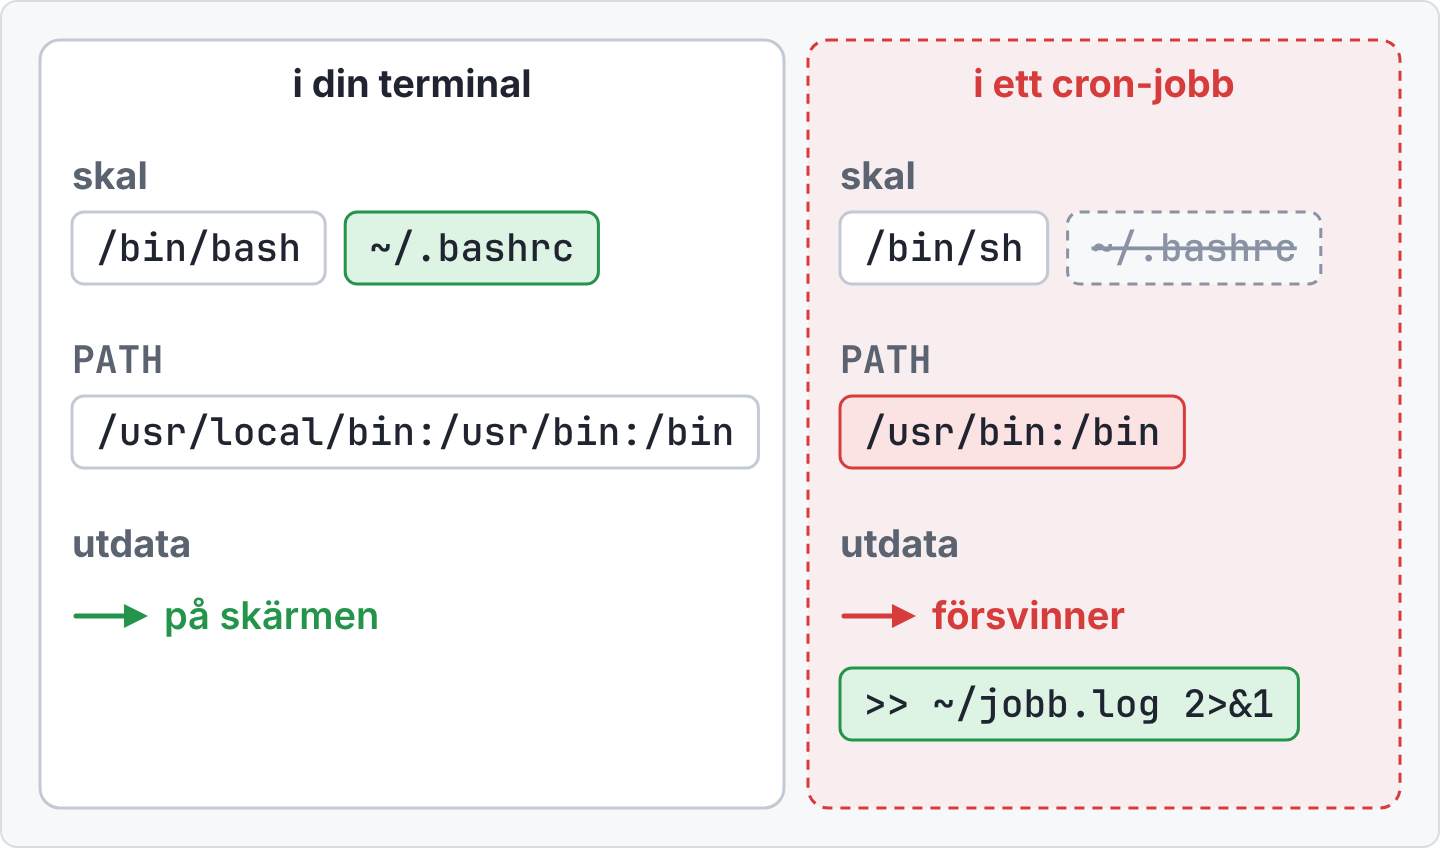 i din terminal
skal
/bin/bash ~/.bashrc
PATH
/usr/local/bin:/usr/bin:/bin
utdata
på skärmen
i ett cron-jobb
skal
/bin/sh ~/.bashrc
PATH
/usr/bin:/bin
utdata
försvinner
>> ~/jobb.log 2>&1